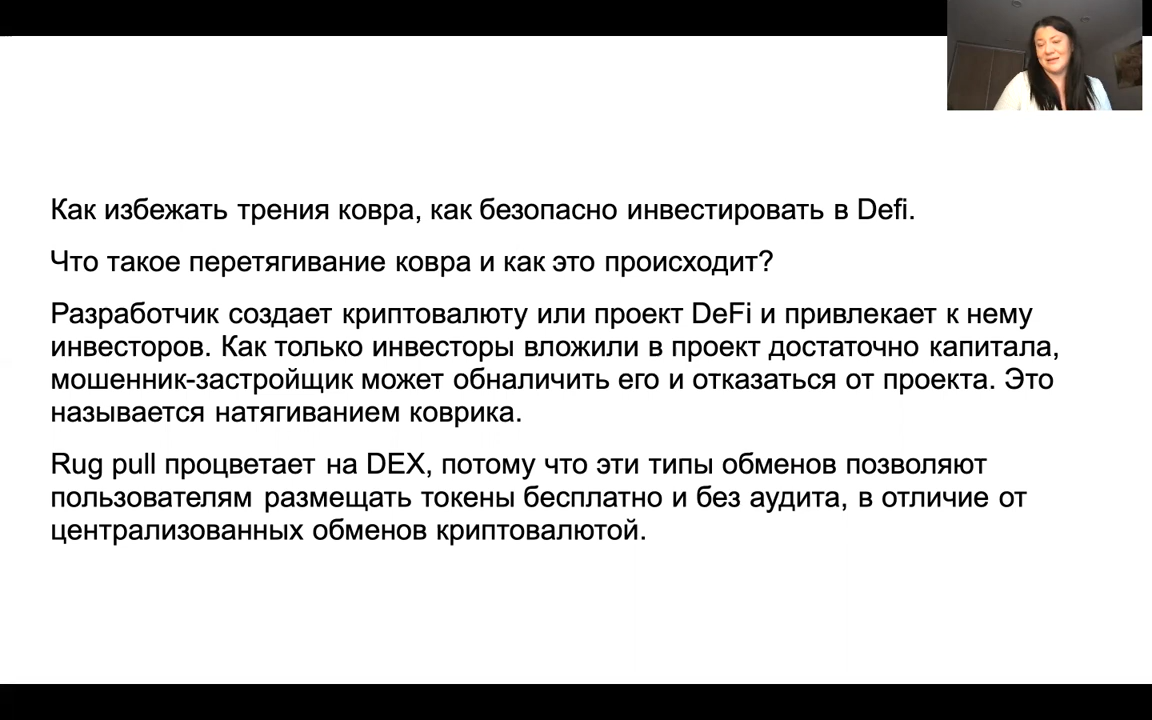 Как избежать трения ковра, как безопасно инвестировать в Defi.
Что такое перетягивание ковра и как это происходит?
Разработчик создает криптовалюту или проект DeFi и привлекает к нему
инвесторов. Как только инвесторы вложили в проект достаточно капитала,
мошенник-застройщик может обналичить его и отказаться от проекта. Это
называется натягиванием коврика.
Rug pull процветает на DEX, потому что эти типы обменов позволяют
пользователям размещать токены бесплатно и без аудита, в отличие от
централизованных обменов криптовалютой.